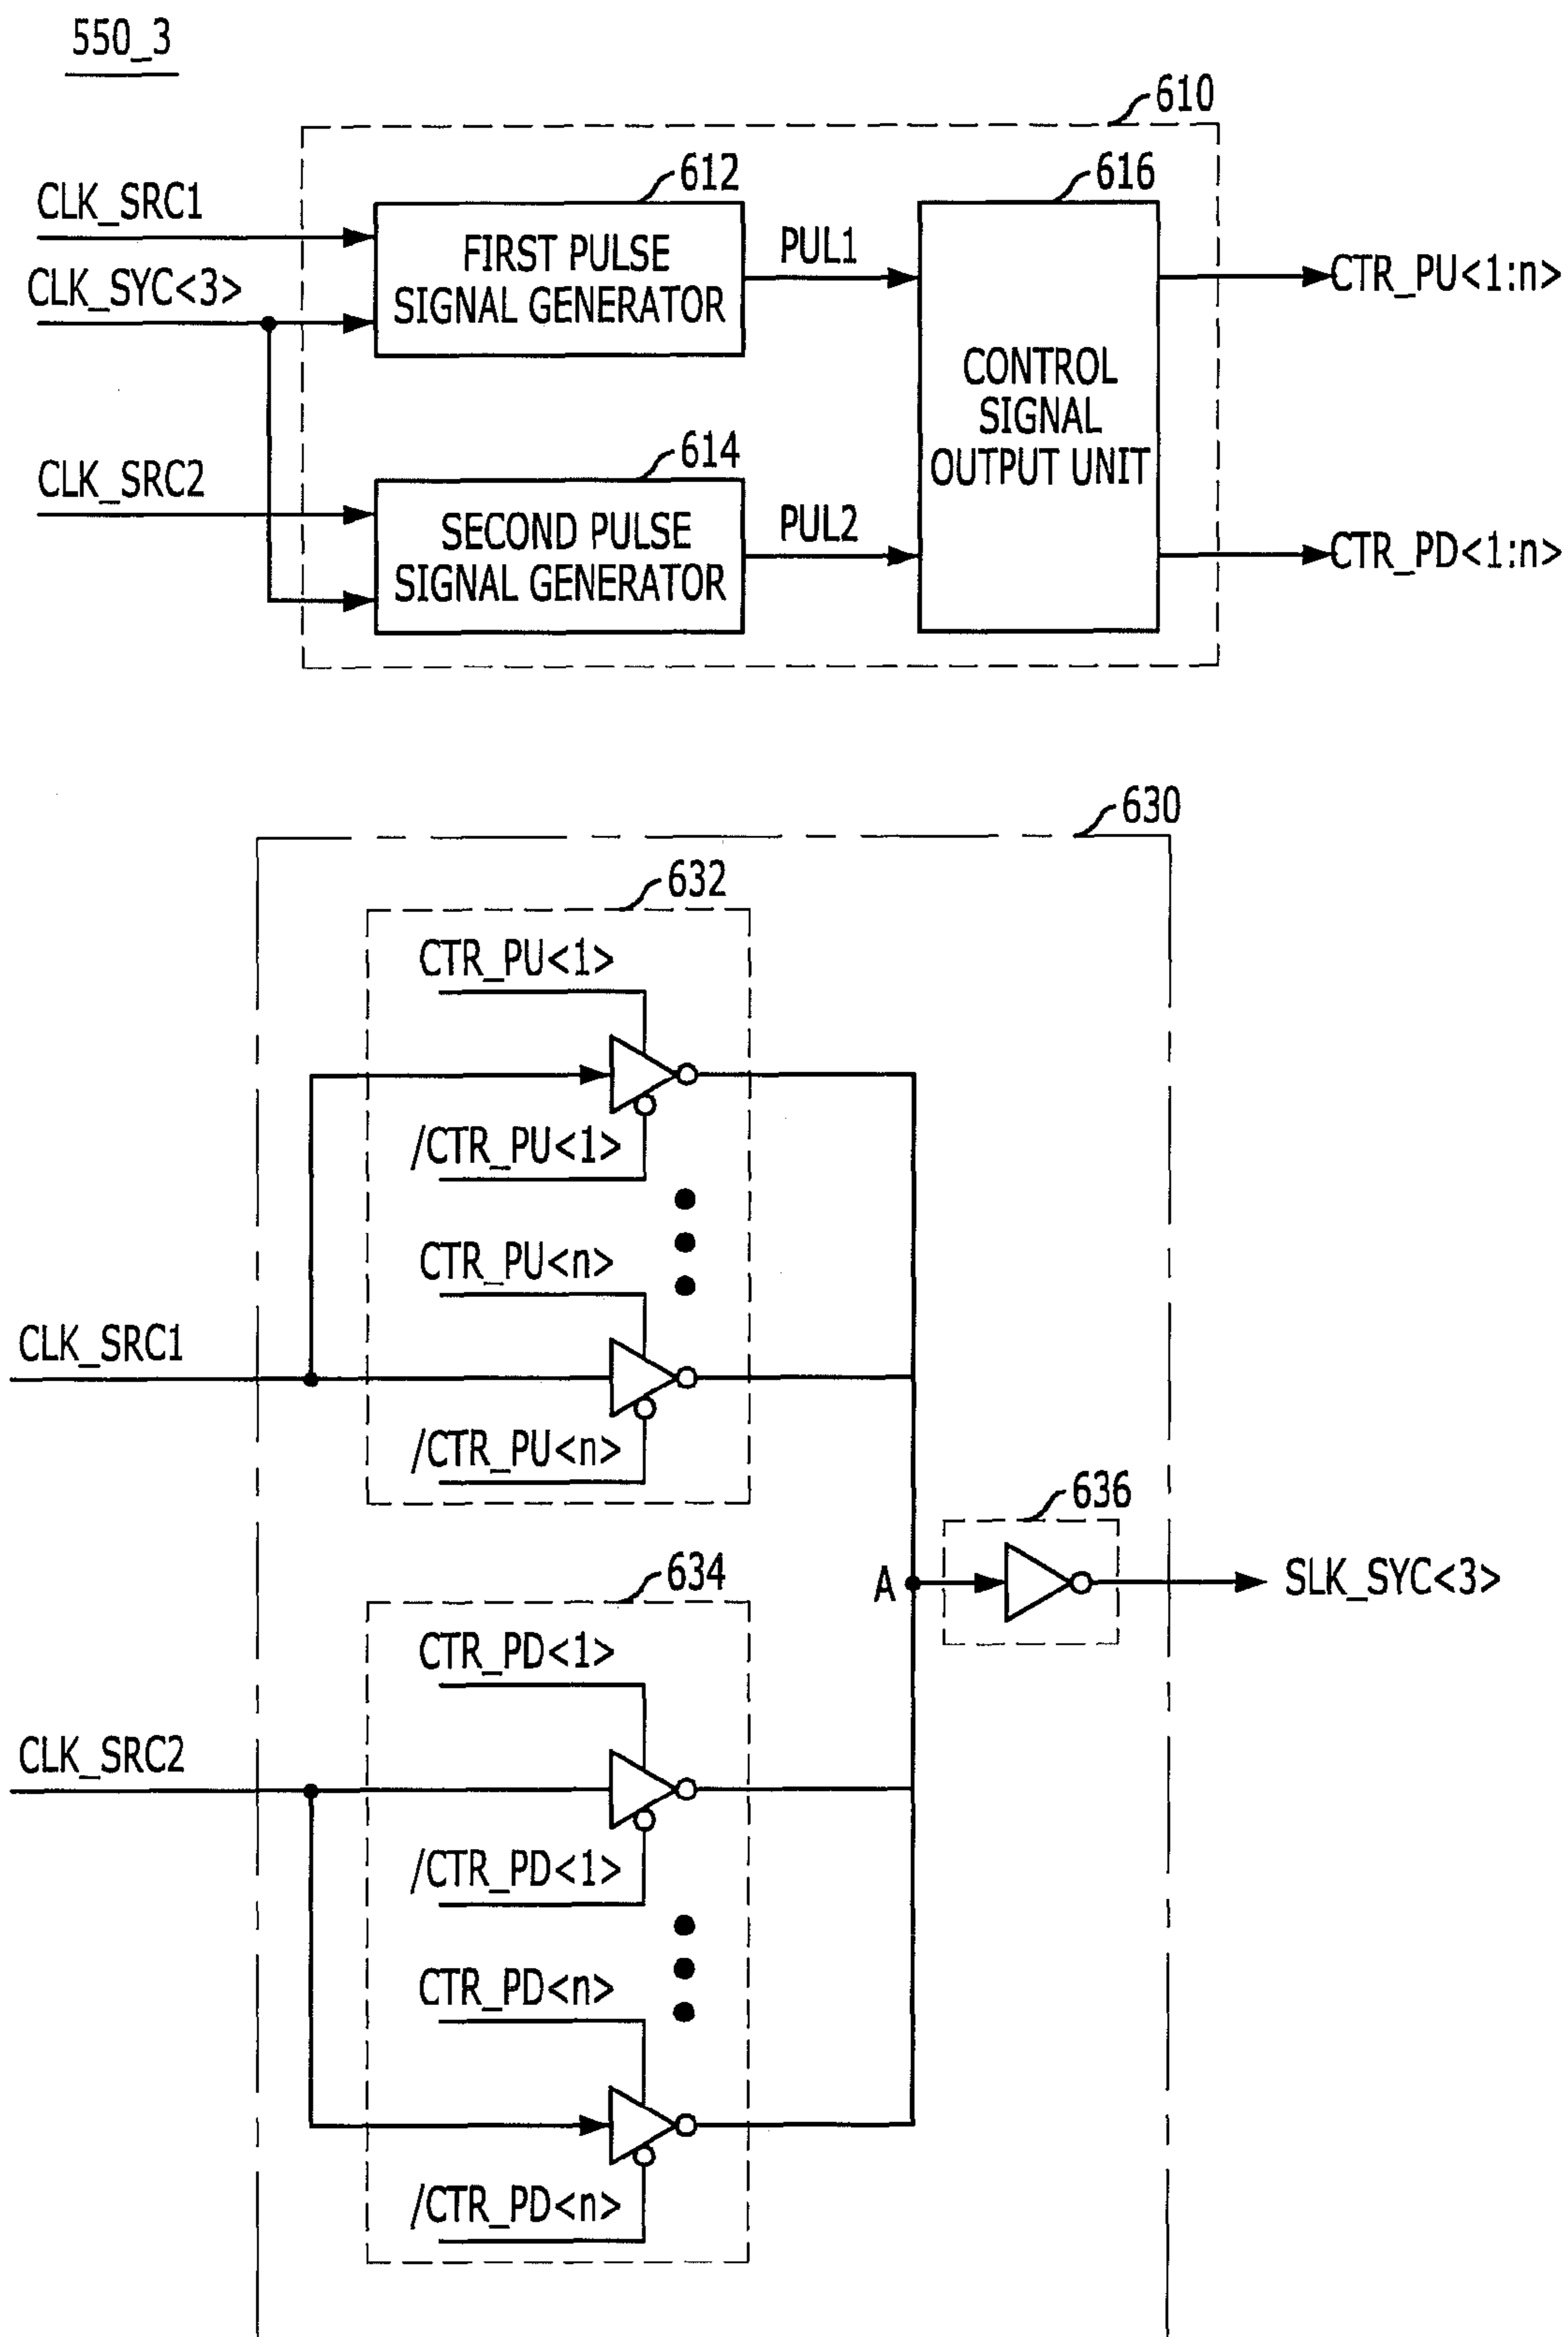 550_3
610
CLK_SRC1
612
616
FIRST PULSE
SIGNAL GENERATOR
PUL1
CTR_PU<1:n>
CLK_SYC<3>
CONTROL
SIGNAL
OUTPUT UNIT
CLK_SRC2
614
SECOND PULSE
SIGNAL GENERATOR
PUL2
CTR_PD<1:n>
630
632
CTR_PU<1>
/CTR_PU<1>
CTR_PU<n>
CLK_SRC1
/CTR_PU<n>
636
634
A
SLK_SYC<3>
CTR_PD<1>
CLK_SRC2
/CTR_PD<1>
CTR_PD<n>
/CTR_PD<n>